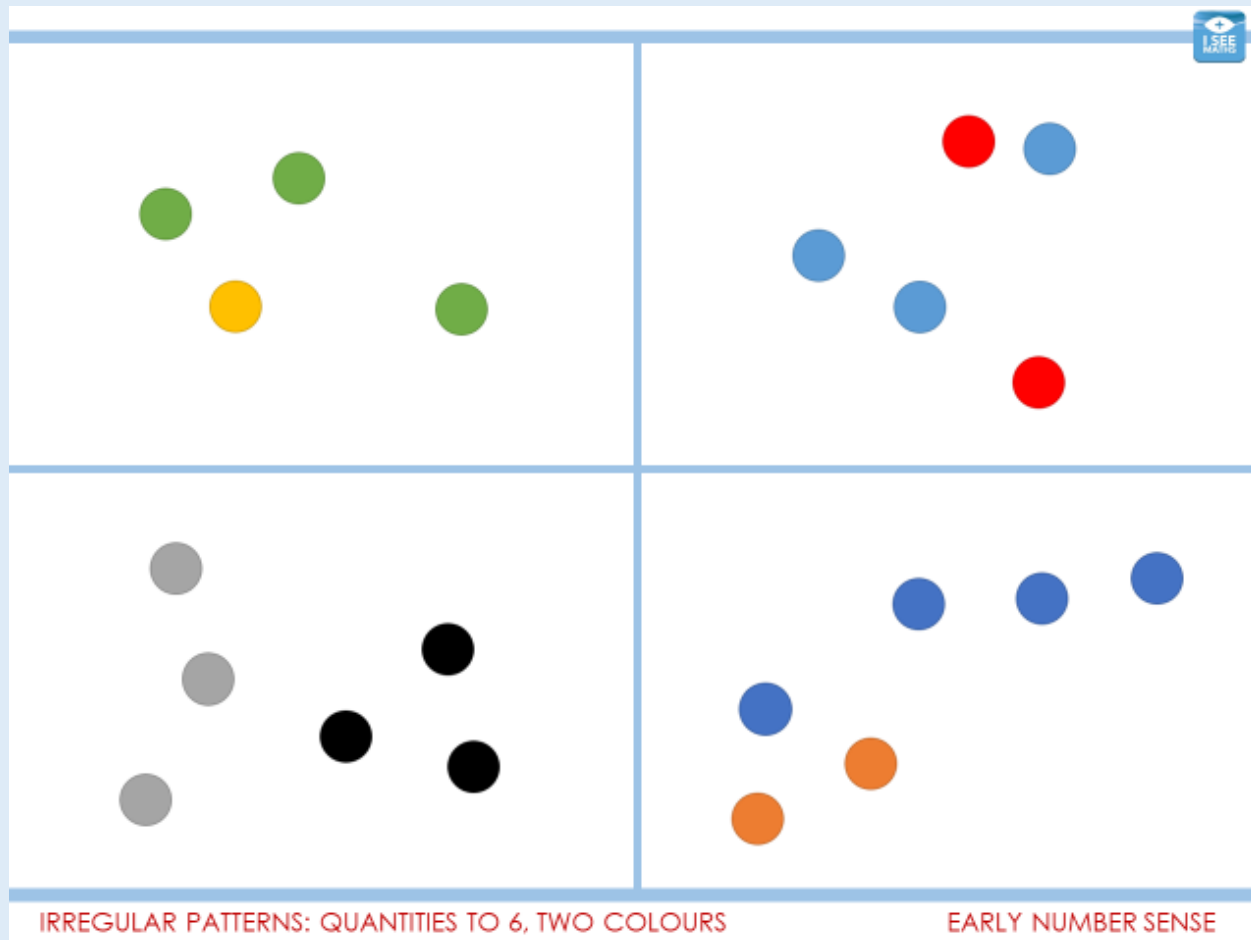 I SEE
MATHS
IRREGULAR PATTERNS: QUANTITIES TO 6, TWO COLOURS
EARLY NUMBER SENSE